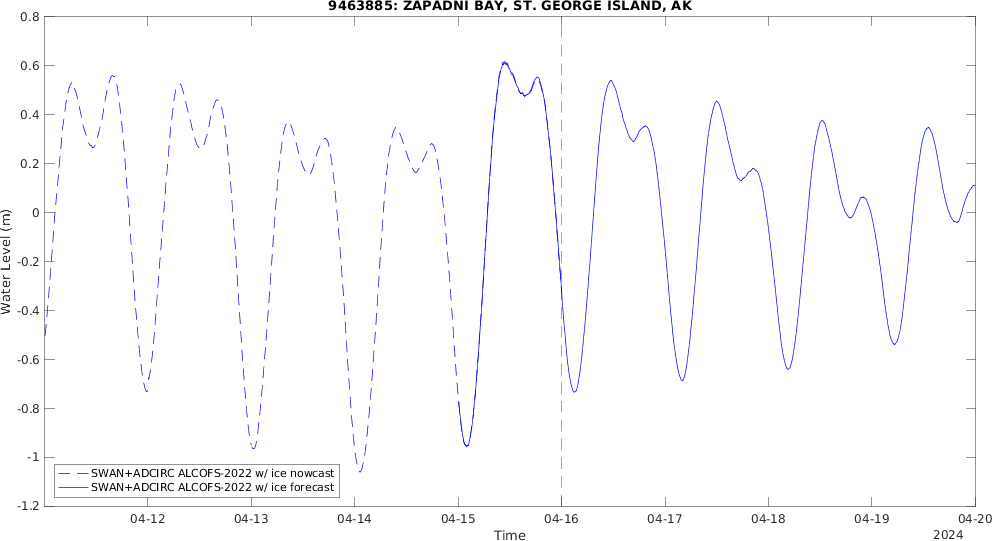 9463885: ZAPADNI BAY, ST. GEORGE ISLAND, AK
0.8
0.6
0.4
0.2
0
-0.2
-0.4
-0.6
-0.8
-1
-1.2
Water Level (m)
SWAN+ADCIRC ALCOFS-2022 w/ ice nowcast
SWAN+ADCIRC ALCOFS-2022 w/ ice forecast
04-12 04-13 04-14 04-15 04-16 04-17 04-18 04-19 04-20
Time
2024